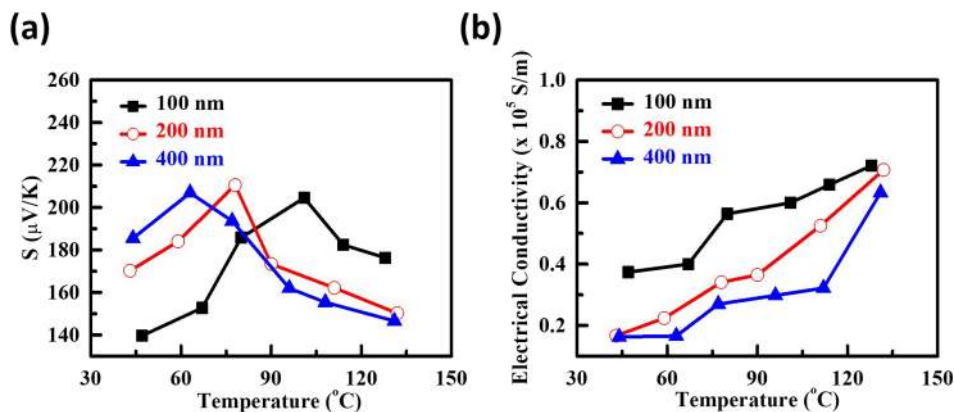 (a)
260
240
220
200
180
160
140
S (μV/K)
100 nm
200 nm
400 nm
30 60 90 120 150
Temperature (°C)
(b)
1.0
0.8
0.6
0.4
0.2
Electrical Conductivity (x 10⁵ S/m)
100 nm
200 nm
400 nm
30 60 90 120 150
Temperature (°C)